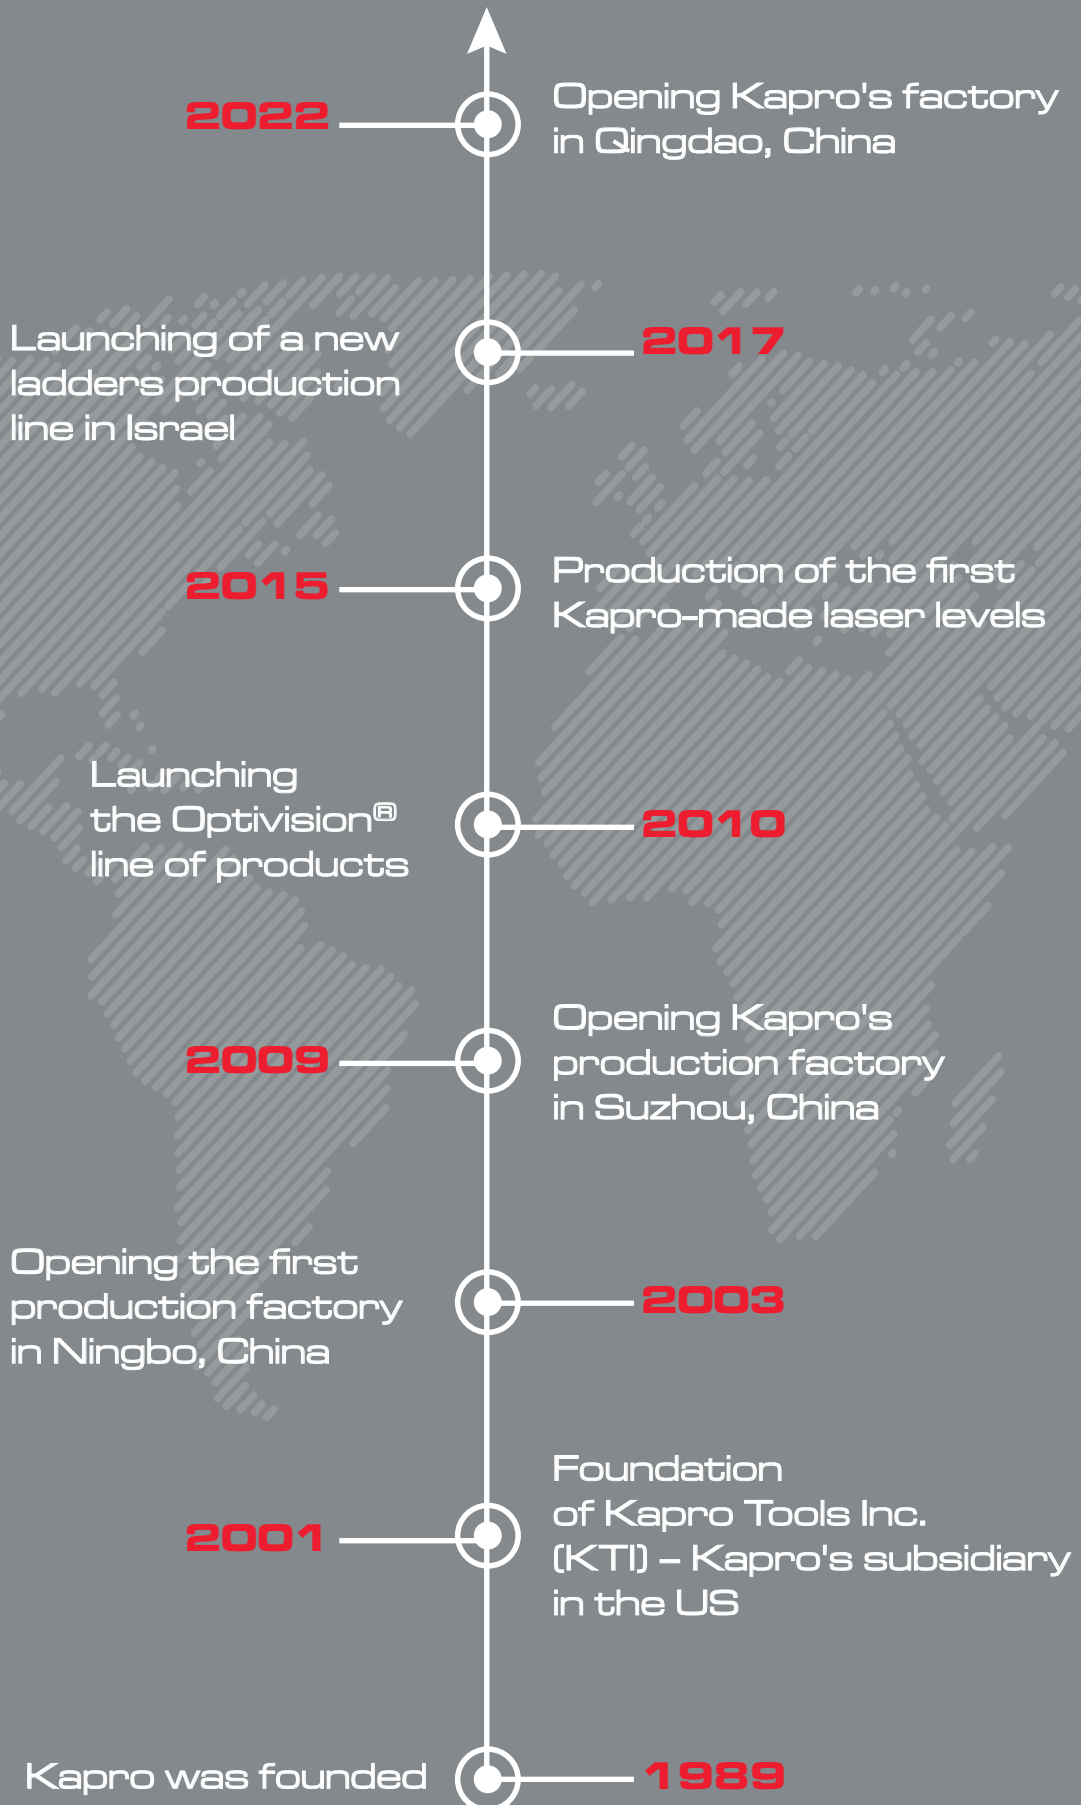 2022
Opening Kapro's factory
in Qingdao, China
Launching of a new
ladders production
line in Israel
2017
2015
Production of the first
Kapro-made laser levels
Launching
the Optivision®
line of products
2010
2009
Opening Kapro's
production factory
in Suzhou, China
Opening the first
production factory
in Ningbo, China
2003
2001
Foundation
of Kapro Tools Inc.
(KTI) – Kapro's subsidiary
in the US
Kapro was founded
1989